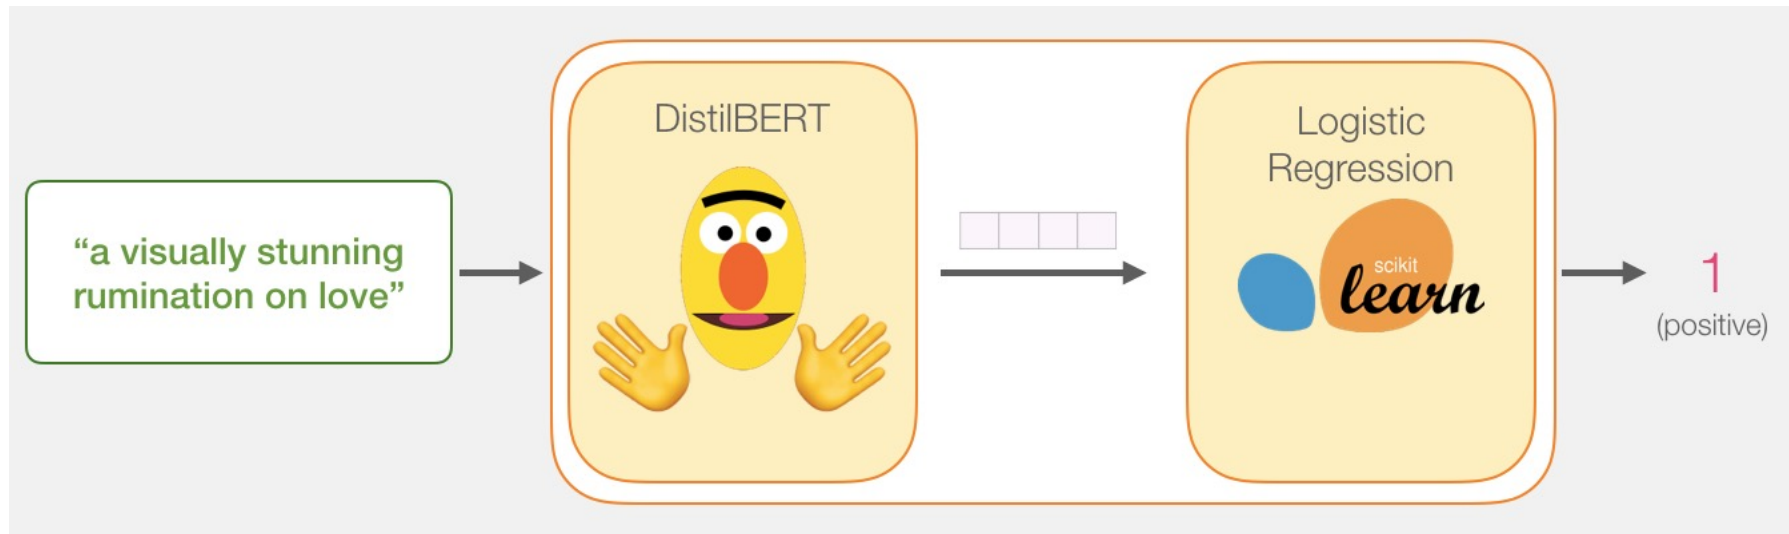 “a visually stunning
rumination on love”
DistilBERT
Logistic
Regression
scikit
learn
1
(positive)